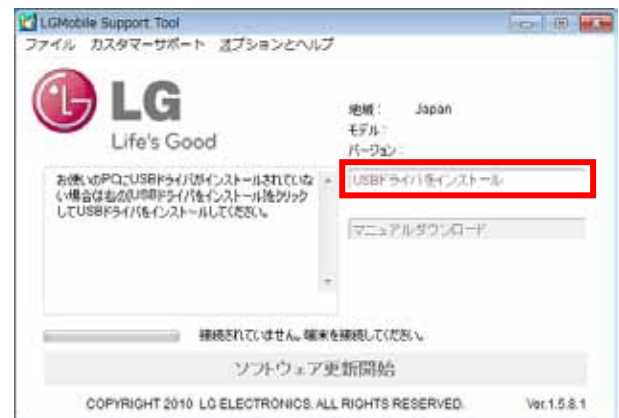 LGMobile Support Tool
ファイル カスタマーサポート オプションとヘルプ
LG
Life's Good
地域： Japan
モデル：
バージョン：
お使いのPCにUSBドライバがインストールされていな
い場合は右の[USBドライバをインストール]をクリック
してUSBドライバをインストールしてください。
USBドライバをインストール
マニュアルダウンロード
接続されていません。端末を接続してください。
ソフトウェア更新開始
COPYRIGHT 2010 LG ELECTRONICS. ALL RIGHTS RESERVED.
Ver.1.5.8.1